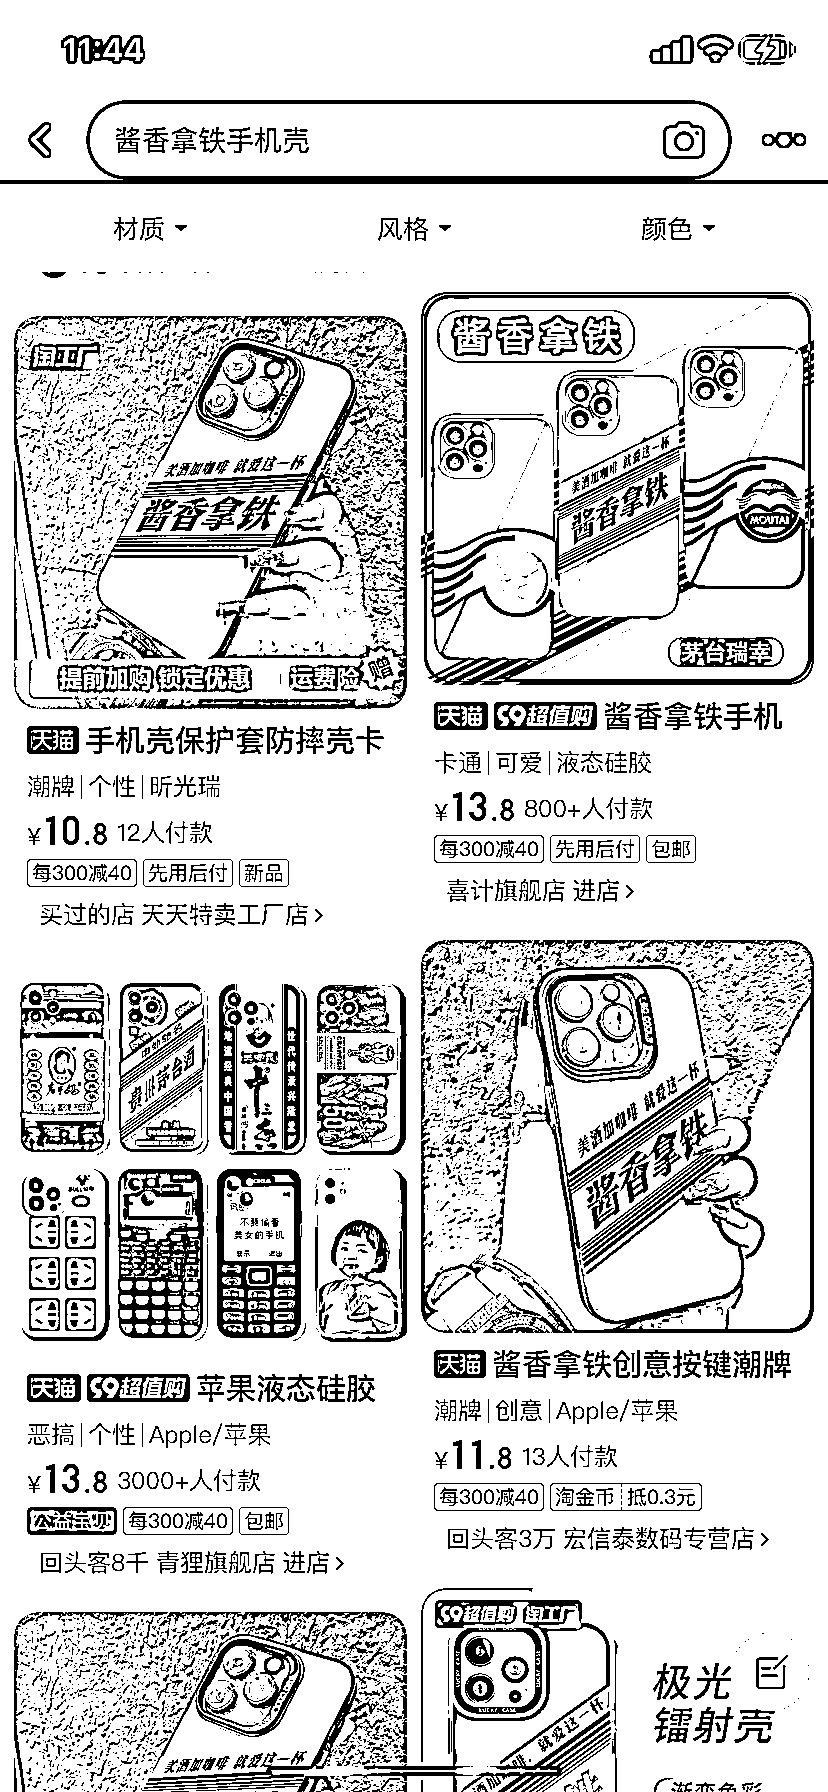 11:44
酱香拿铁手机壳
材质
风格
颜色
淘工厂
美酒加咖啡 就爱这一杯
酱香拿铁
提前加购 锁定优惠
运费险
赠
天猫 手机壳保护套防摔壳卡
潮牌|个性|昕光瑞
¥10.8 12人付款
每300减40 先用后付 新品
买过的店 天天特卖工厂店>
酱香拿铁
美酒加咖啡 就爱这一杯
酱香拿铁
MOUTAI
茅台瑞幸
天猫 99超值购 酱香拿铁手机
卡通|可爱|液态硅胶
¥13.8 800+人付款
每300减40 先用后付 包邮
喜计旗舰店 进店>
贵州茅台酒
不要偷看
美女的手机
天猫 99超值购 苹果液态硅胶
恶搞|个性|Apple/苹果
¥13.8 3000+人付款
公益宝贝 每300减40 包邮
回头客8千 青狸旗舰店 进店>
美酒加咖啡 就爱这一杯
酱香拿铁
天猫 酱香拿铁创意按键潮牌
潮牌|创意|Apple/苹果
¥11.8 13人付款
每300减40 淘金币 抵0.3元
回头客3万 宏信泰数码专营店>
美酒加咖啡 就爱这一杯
99超值购 淘工厂
就爱这一杯
极光
镭射壳
渐变色彩